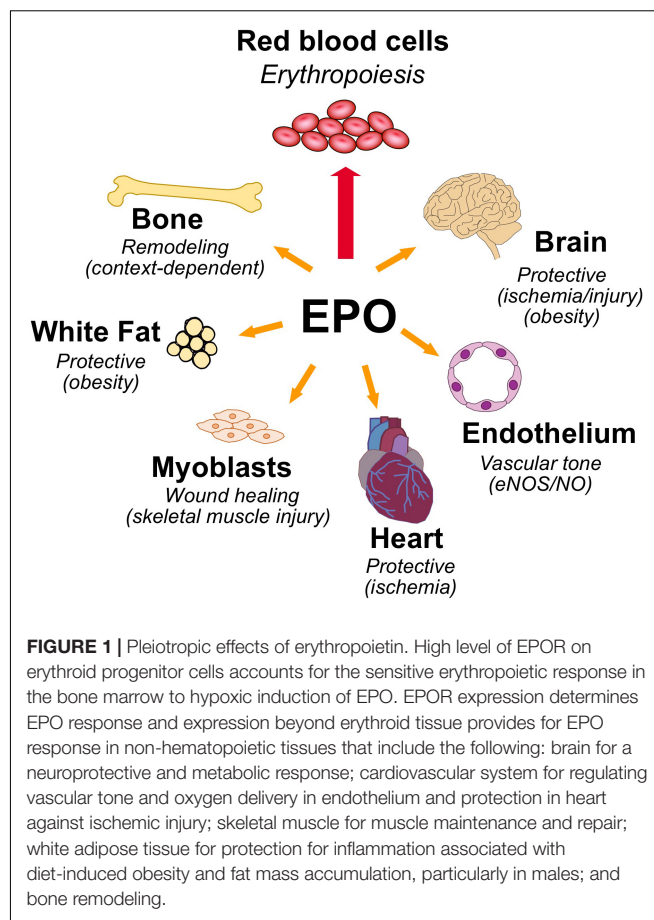 Red blood cells
Erythropoiesis
Bone
Remodeling
(context-dependent)
Brain
Protective
(ischemia/injury)
(obesity)
EPO
White Fat
Protective
(obesity)
Endothelium
Vascular tone
(eNOS/NO)
Myoblasts
Wound healing
(skeletal muscle injury)
Heart
Protective
(ischemia)
FIGURE 1 | Pleiotropic effects of erythropoietin. High level of EPOR on
erythroid progenitor cells accounts for the sensitive erythropoietic response in
the bone marrow to hypoxic induction of EPO. EPOR expression determines
EPO response and expression beyond erythroid tissue provides for EPO
response in non-hematopoietic tissues that include the following: brain for a
neuroprotective and metabolic response; cardiovascular system for regulating
vascular tone and oxygen delivery in endothelium and protection in heart
against ischemic injury; skeletal muscle for muscle maintenance and repair;
white adipose tissue for protection for inflammation associated with
diet-induced obesity and fat mass accumulation, particularly in males; and
bone remodeling.